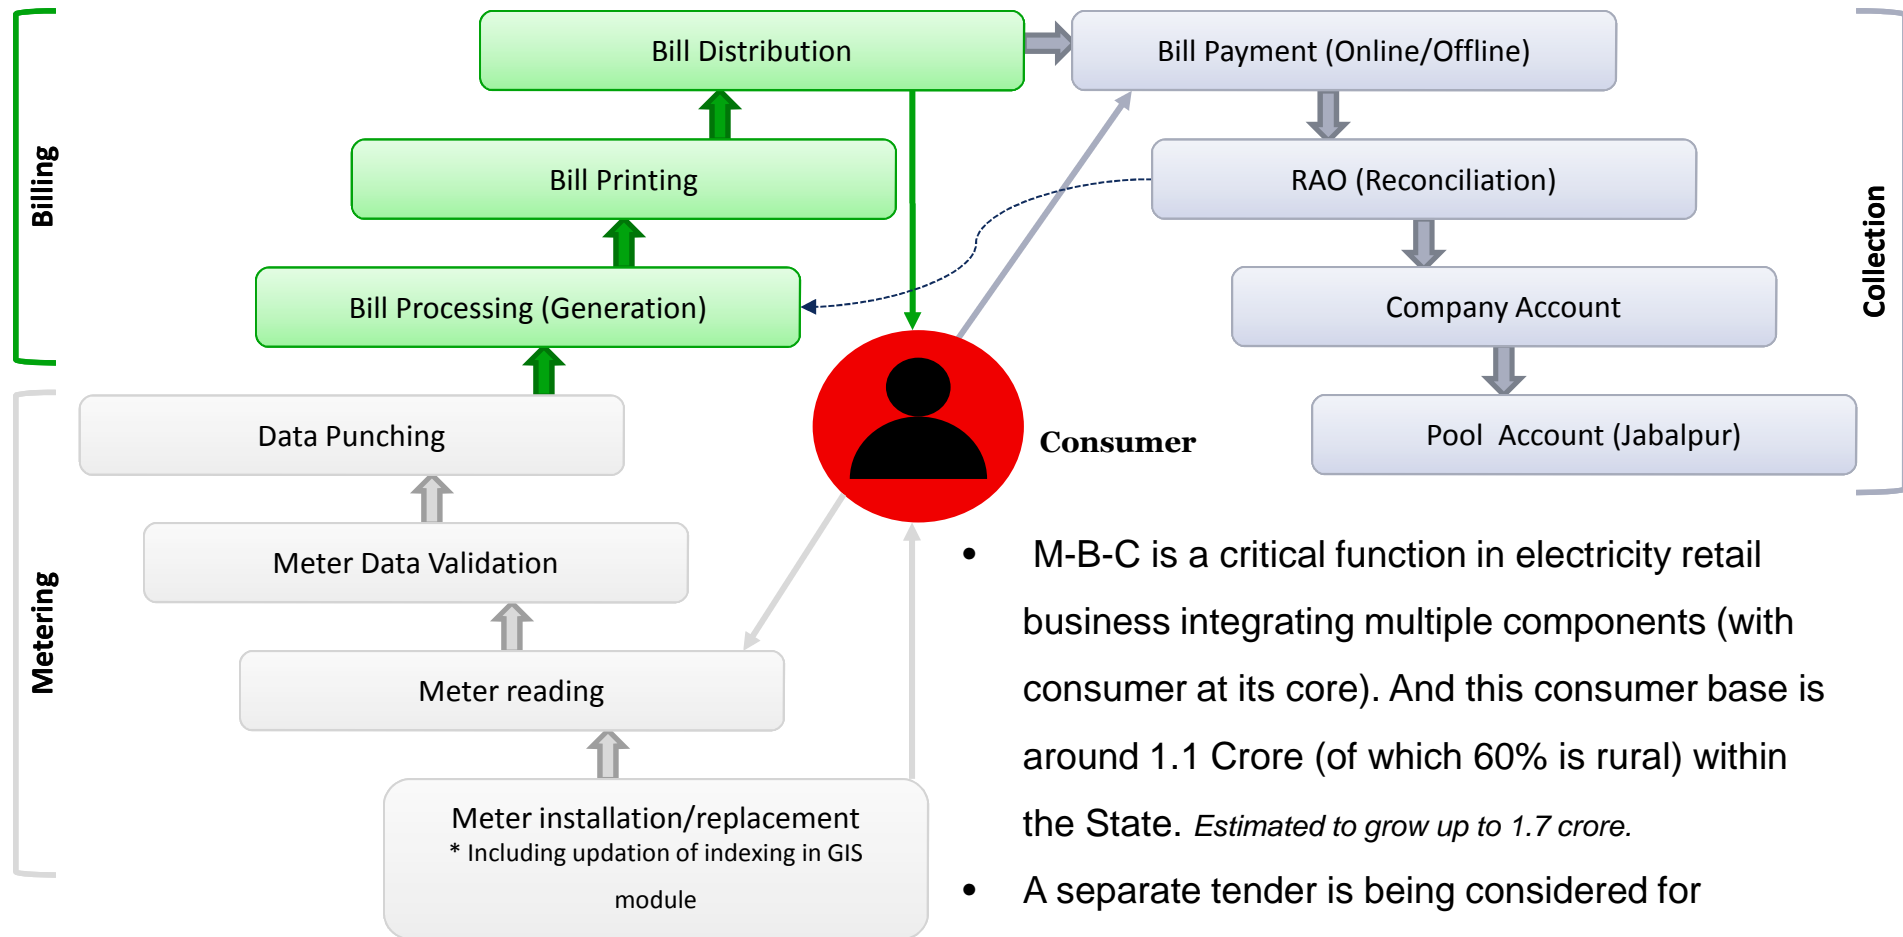 Billing
Bill Distribution
Bill Printing
Bill Processing (Generation)
Metering
Data Punching
Meter Data Validation
Meter reading
Meter installation/replacement
* Including updation of indexing in GIS
module
Consumer
Collection
Bill Payment (Online/Offline)
RAO (Reconciliation)
Company Account
Pool Account (Jabalpur)
• M-B-C is a critical function in electricity retail
business integrating multiple components (with
consumer at its core). And this consumer base is
around 1.1 Crore (of which 60% is rural) within
the State. Estimated to grow up to 1.7 crore.
• A separate tender is being considered for